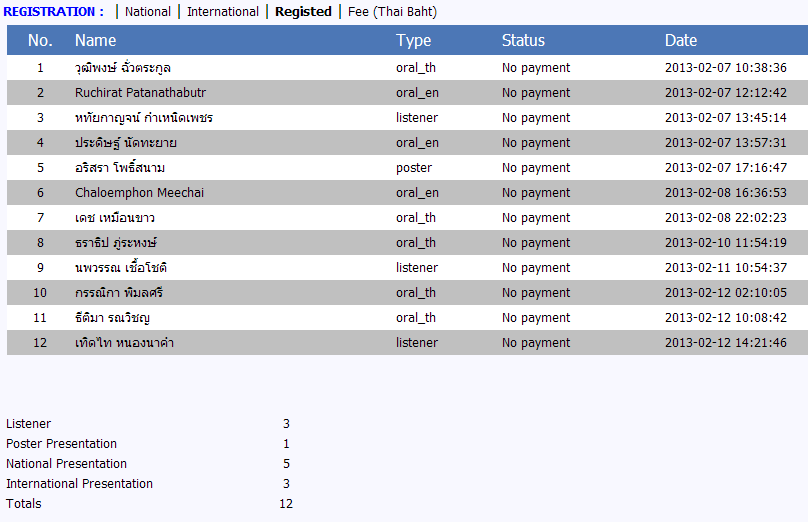 REGISTRATION : | National | International | Registed | Fee (Thai Baht)
No. Name Type Status Date
1 วุฒิพงษ์ ฉั่วตระกูล oral_th No payment 2013-02-07 10:38:36
2 Ruchirat Patanathabutr oral_en No payment 2013-02-07 12:12:42
3 หทัยกาญจน์ กำเหนิดเพชร listener No payment 2013-02-07 13:45:14
4 ประดิษฐ์ นัดทะยาย oral_en No payment 2013-02-07 13:57:31
5 อริสรา โพธิ์สนาม poster No payment 2013-02-07 17:16:47
6 Chaloemphon Meechai oral_en No payment 2013-02-08 16:36:53
7 เดช เหมือนขาว oral_th No payment 2013-02-08 22:02:23
8 ธราธิป ภู่ระหงษ์ oral_th No payment 2013-02-10 11:54:19
9 นพวรรณ เชื้อโชติ listener No payment 2013-02-11 10:54:37
10 กรรณิกา พิมลศรี oral_th No payment 2013-02-12 02:10:05
11 ธีติมา รณวิชญ oral_th No payment 2013-02-12 10:08:42
12 เทิดไท หนองนาคำ listener No payment 2013-02-12 14:21:46
Listener 3
Poster Presentation 1
National Presentation 5
International Presentation 3
Totals 12